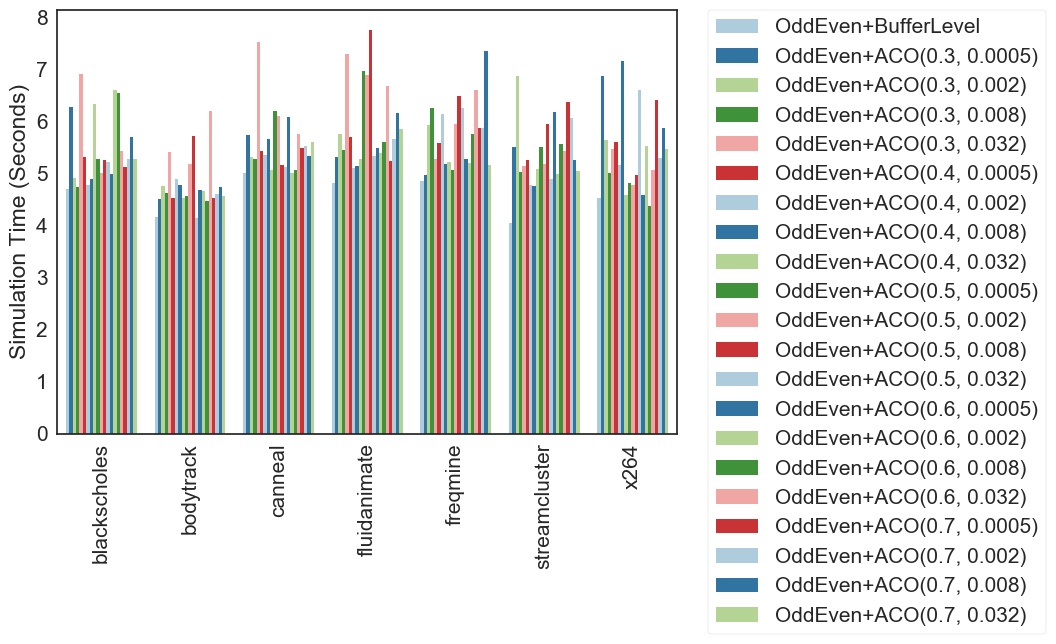 8
7
6
5
4
3
2
1
0
Simulation Time (Seconds)
blackscholes
bodytrack
canneal
fluidanimate
freqmine
streamcluster
x264
OddEven+BufferLevel
OddEven+ACO(0.3, 0.0005)
OddEven+ACO(0.3, 0.002)
OddEven+ACO(0.3, 0.008)
OddEven+ACO(0.3, 0.032)
OddEven+ACO(0.4, 0.0005)
OddEven+ACO(0.4, 0.002)
OddEven+ACO(0.4, 0.008)
OddEven+ACO(0.4, 0.032)
OddEven+ACO(0.5, 0.0005)
OddEven+ACO(0.5, 0.002)
OddEven+ACO(0.5, 0.008)
OddEven+ACO(0.5, 0.032)
OddEven+ACO(0.6, 0.0005)
OddEven+ACO(0.6, 0.002)
OddEven+ACO(0.6, 0.008)
OddEven+ACO(0.6, 0.032)
OddEven+ACO(0.7, 0.0005)
OddEven+ACO(0.7, 0.002)
OddEven+ACO(0.7, 0.008)
OddEven+ACO(0.7, 0.032)